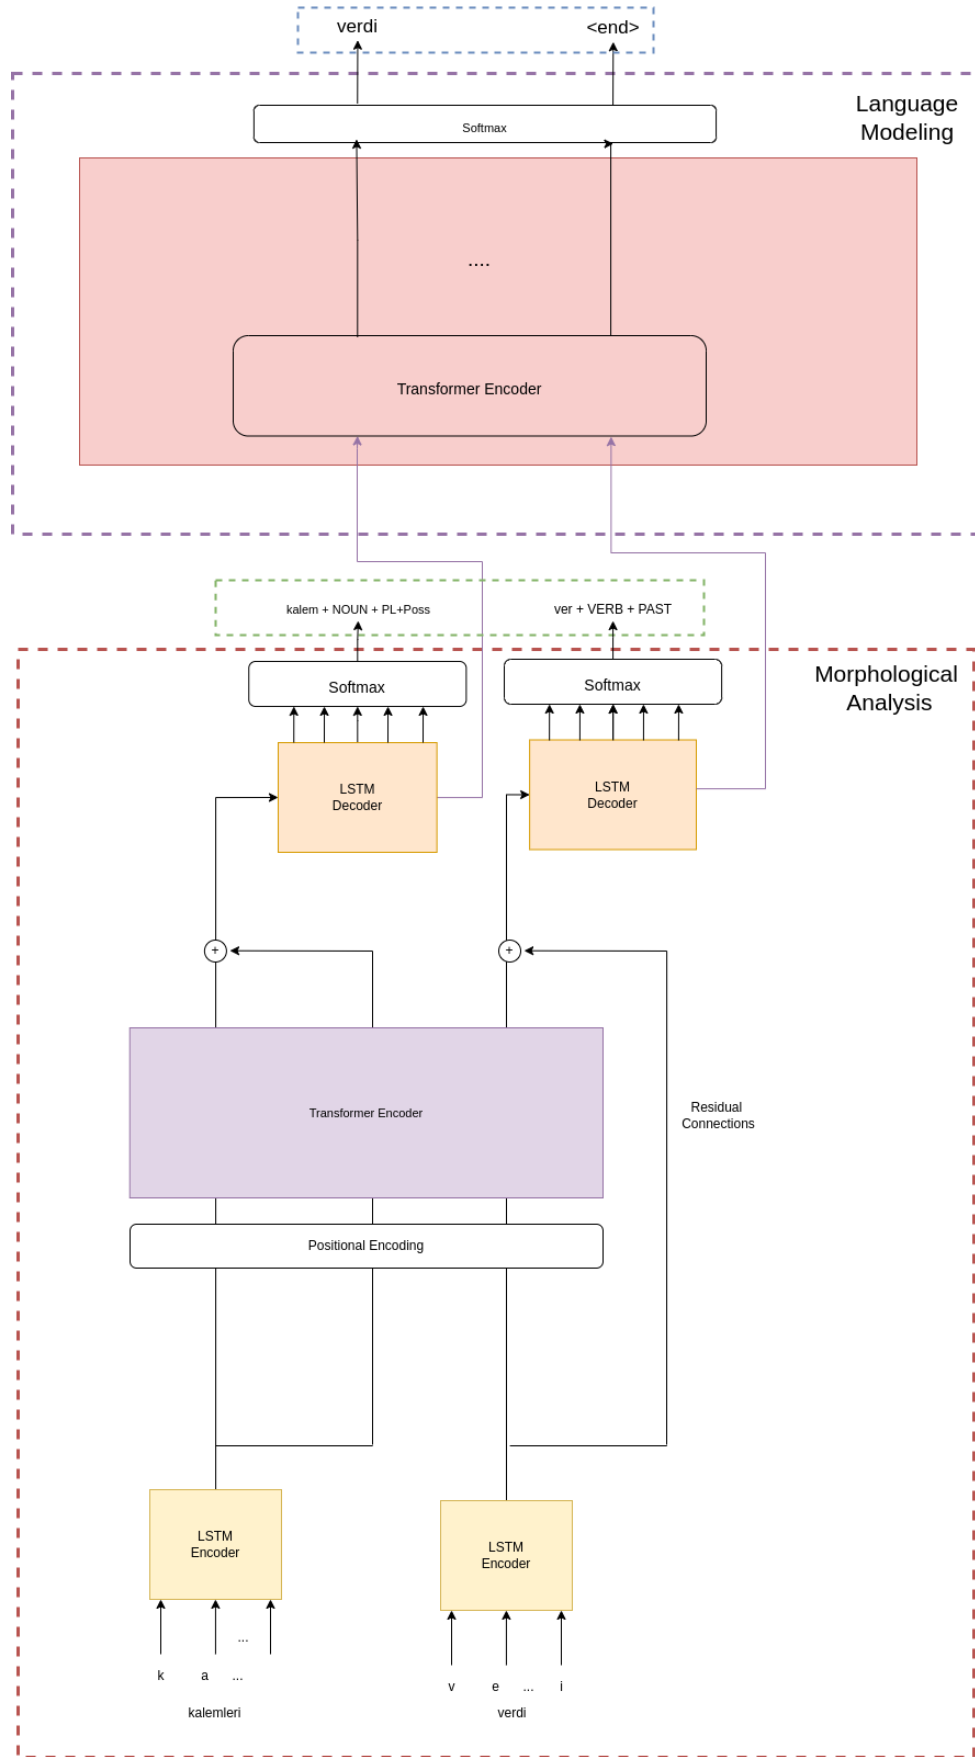 verdi <end>
Language
Modeling
Softmax
....
Transformer Encoder
kalem + NOUN + PL+Poss ver + VERB + PAST
Morphological
Analysis
Softmax Softmax
LSTM
Decoder
LSTM
Decoder
+ +
Transformer Encoder
Residual
Connections
Positional Encoding
LSTM
Encoder
LSTM
Encoder
...
k a ...
v e ... i
kalemleri verdi